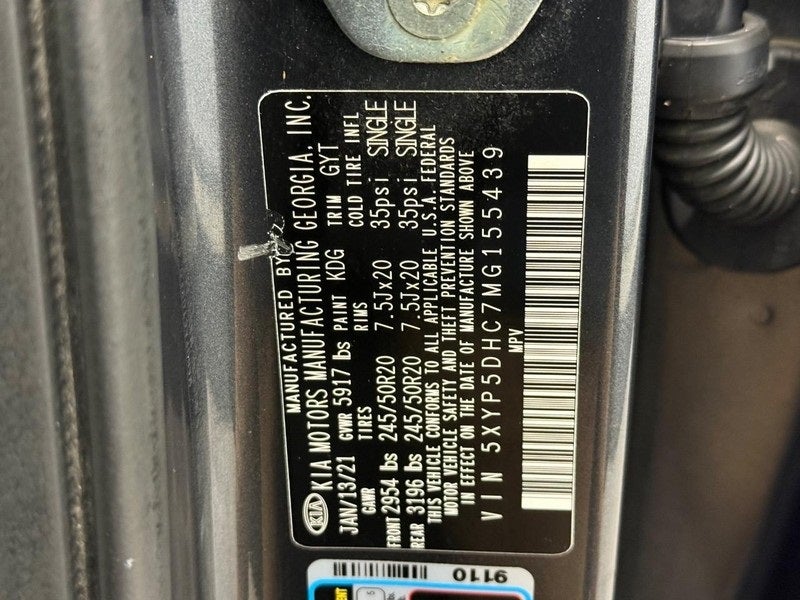 MANUFACTURED BY
KIA KIA MOTORS MANUFACTURING GEORGIA, INC.
JAN/13/21 GVWR 5917 lbs PAINT KDG TRIM GYT
GAWR TIRES RIMS COLD TIRE INFL
FRONT 2954 lbs 245/50R20 7.5Jx20 35psi SINGLE
REAR 3196 lbs 245/50R20 7.5Jx20 35psi SINGLE
THIS VEHICLE CONFORMS TO ALL APPLICABLE U.S.A. FEDERAL
MOTOR VEHICLE SAFETY AND THEFT PREVENTION STANDARDS
IN EFFECT ON THE DATE OF MANUFACTURE SHOWN ABOVE
VIN 5XYP5DHC7MG155439
MPV
9110